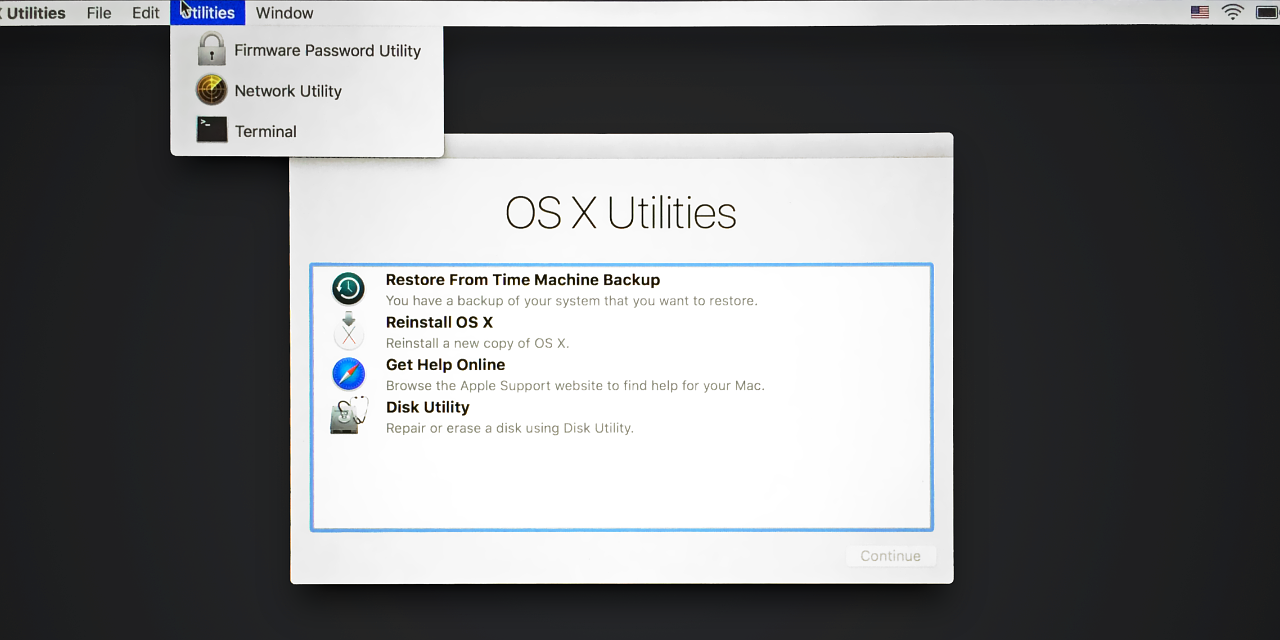 X Utilities File Edit Utilities Window
Firmware Password Utility
Network Utility
>_ Terminal
OS X Utilities
Restore From Time Machine Backup
You have a backup of your system that you want to restore.
Reinstall OS X
Reinstall a new copy of OS X.
Get Help Online
Browse the Apple Support website to find help for your Mac.
Disk Utility
Repair or erase a disk using Disk Utility.
Continue